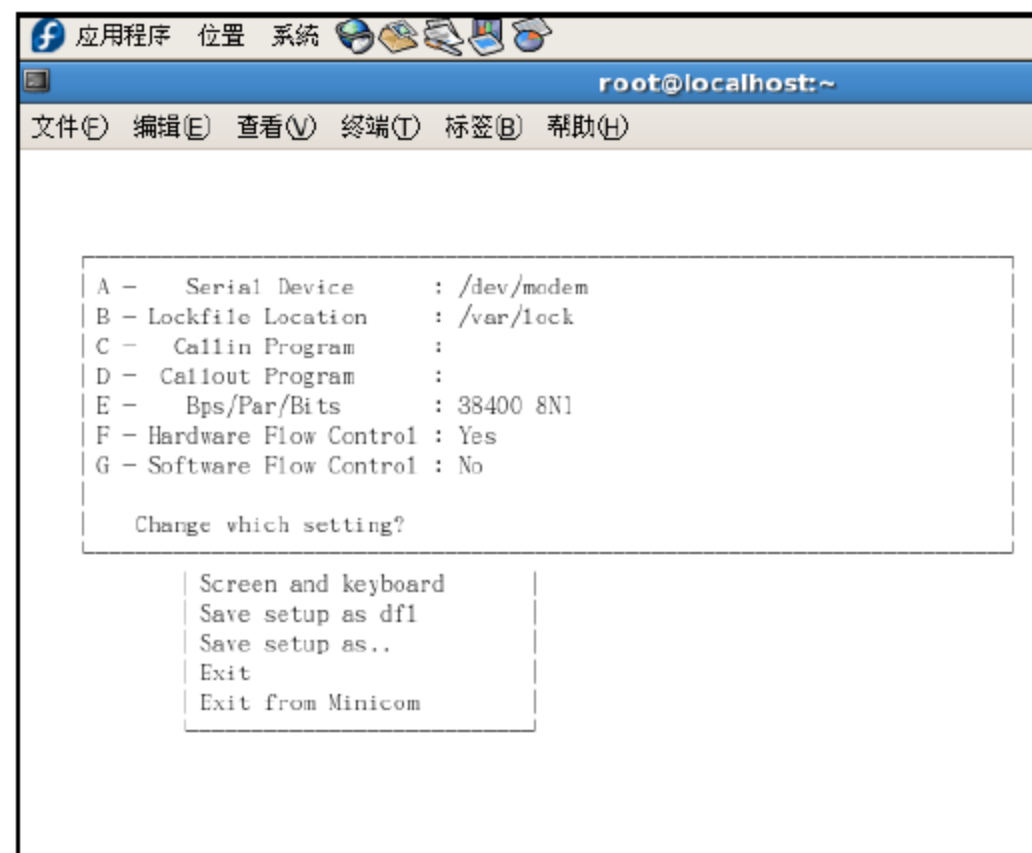 应用程序 位置 系统
root@localhost:~
文件(F) 编辑(E) 查看(V) 终端(T) 标签(B) 帮助(H)
A - Serial Device : /dev/modem
B - Lockfile Location : /var/lock
C - Callin Program :
D - Callout Program :
E - Bps/Par/Bits : 38400 8N1
F - Hardware Flow Control : Yes
G - Software Flow Control : No
Change which setting?
Screen and keyboard
Save setup as dfl
Save setup as..
Exit
Exit from Minicom